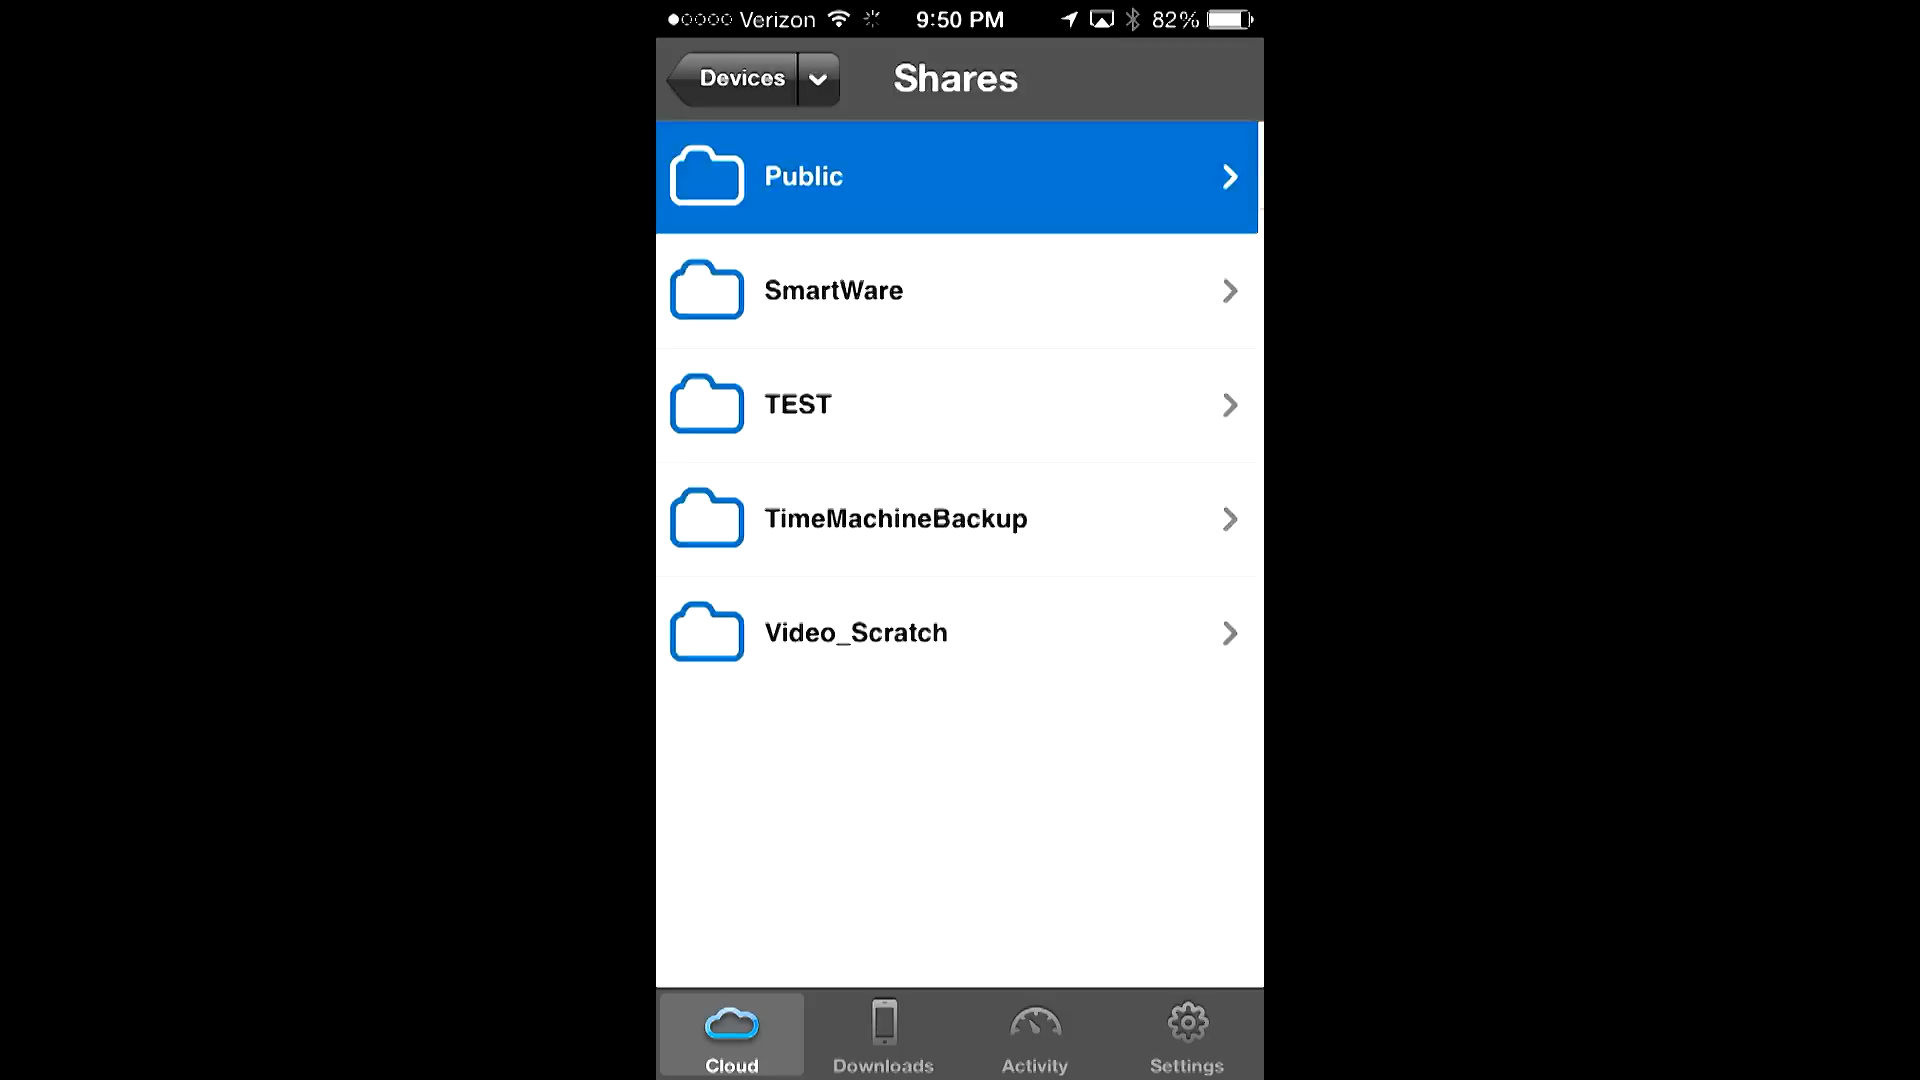 Verizon 9:50 PM 82%
Devices Shares
Public
SmartWare
TEST
TimeMachineBackup
Video_Scratch
Cloud Downloads Activity Settings